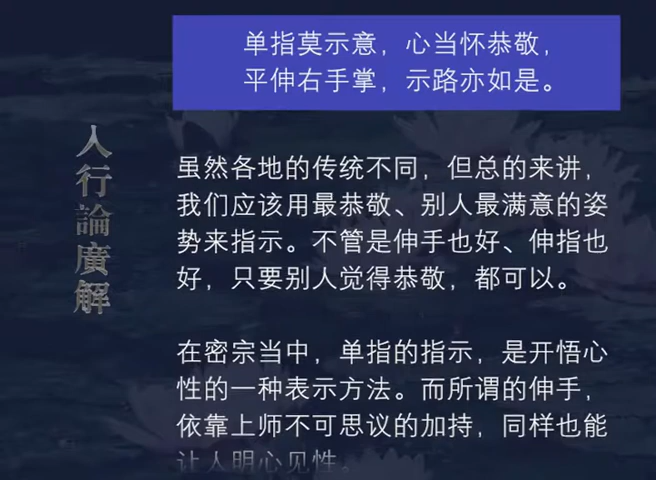 单指莫示意，心当怀恭敬，
平伸右手掌，示路亦如是。
入行論廣解
虽然各地的传统不同，但总的来讲，
我们应该用最恭敬、别人最满意的姿
势来指示。不管是伸手也好、伸指也
好，只要别人觉得恭敬，都可以。
在密宗当中，单指的指示，是开悟心
性的一种表示方法。而所谓的伸手，
依靠上师不可思议的加持，同样也能
让人明心见性。